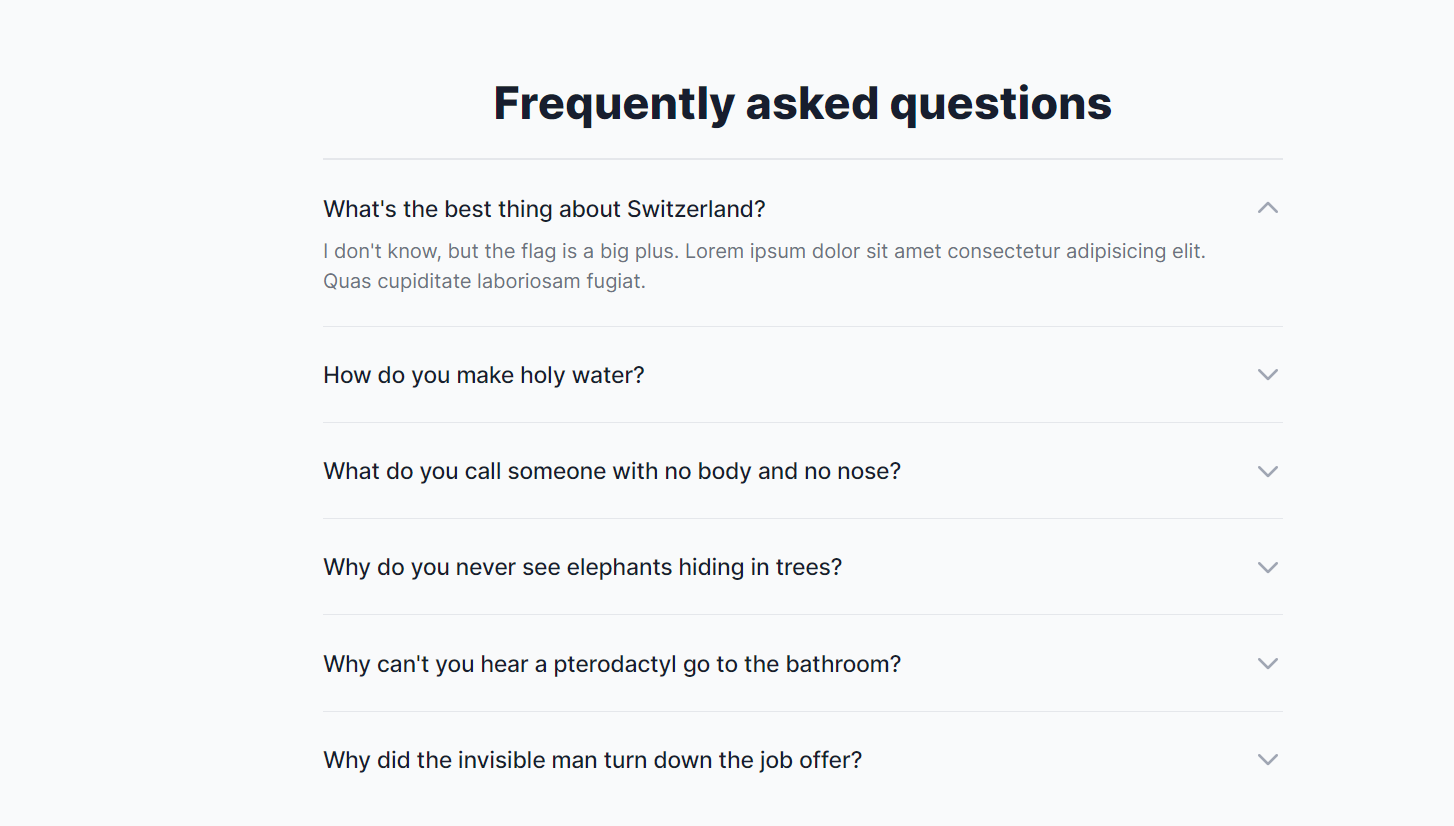 Frequently asked questions
What's the best thing about Switzerland?
I don't know, but the flag is a big plus. Lorem ipsum dolor sit amet consectetur adipisicing elit.
Quas cupiditate laboriosam fugiat.
How do you make holy water?
What do you call someone with no body and no nose?
Why do you never see elephants hiding in trees?
Why can't you hear a pterodactyl go to the bathroom?
Why did the invisible man turn down the job offer?